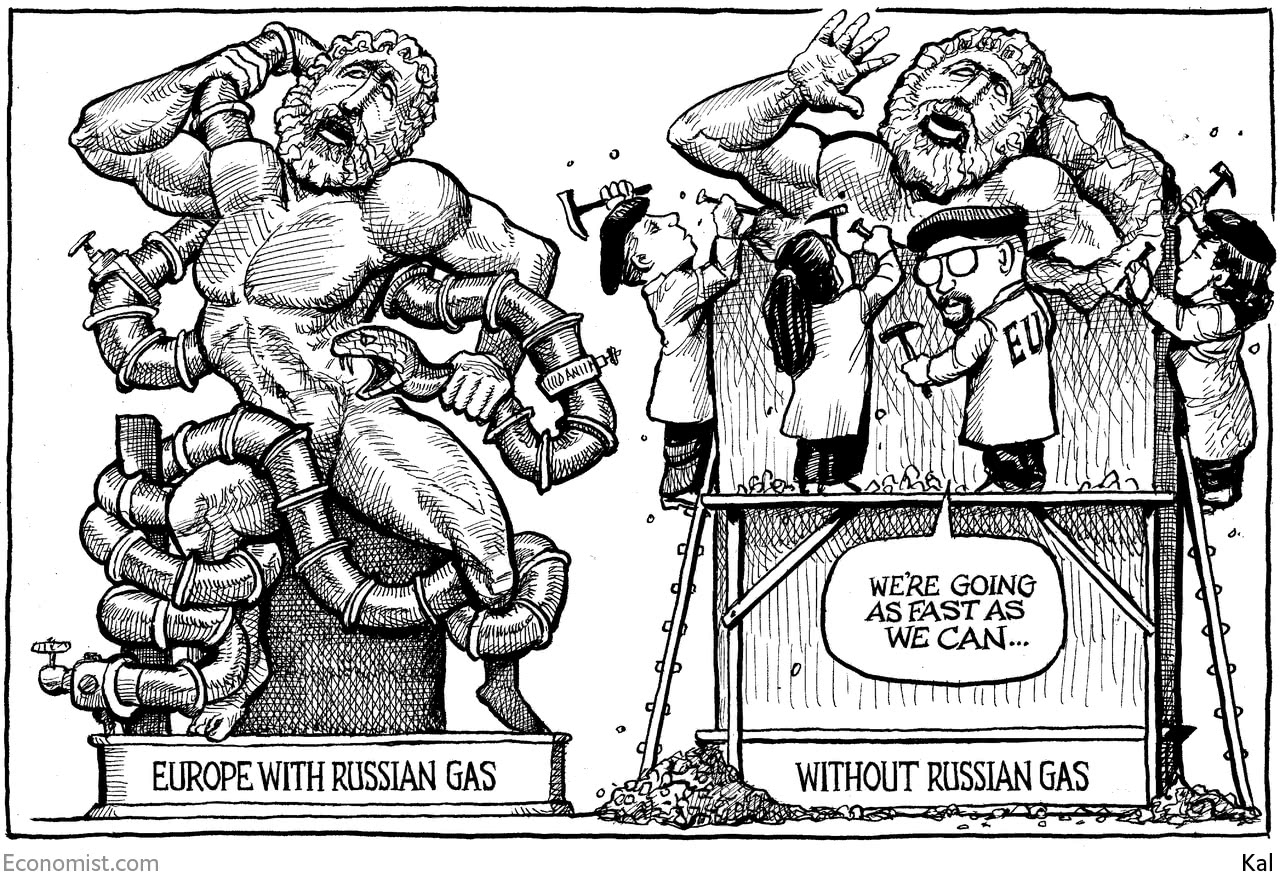 EU
WE'RE GOING
AS FAST AS
WE CAN...
EUROPE WITH RUSSIAN GAS
WITHOUT RUSSIAN GAS
Economist.com
Kal